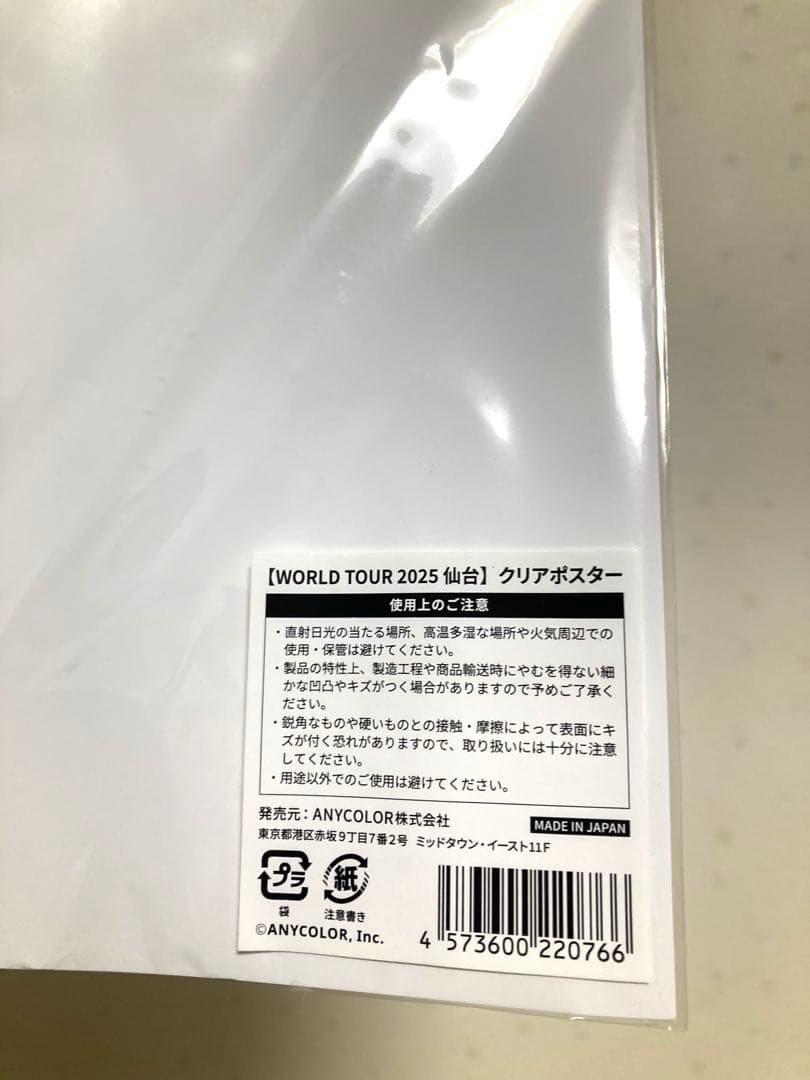 【WORLD TOUR 2025 仙台】クリアポスター
使用上のご注意
・直射日光の当たる場所、高温多湿な場所や火気周辺での
使用・保管は避けてください。
・製品の特性上、製造工程や商品輸送時にやむを得ない細
かな凹凸やキズがつく場合がありますので予めご了承く
ださい。
・鋭角なものや硬いものとの接触・摩擦によって表面にキ
ズが付く恐れがありますので、取り扱いには十分に注意
してください。
・用途以外でのご使用は避けてください。
発売元：ANYCOLOR株式会社
MADE IN JAPAN
東京都港区赤坂9丁目7番2号 ミッドタウン・イースト11F
プラ
紙
袋
注意書き
©ANYCOLOR, Inc.
4 573600 220766